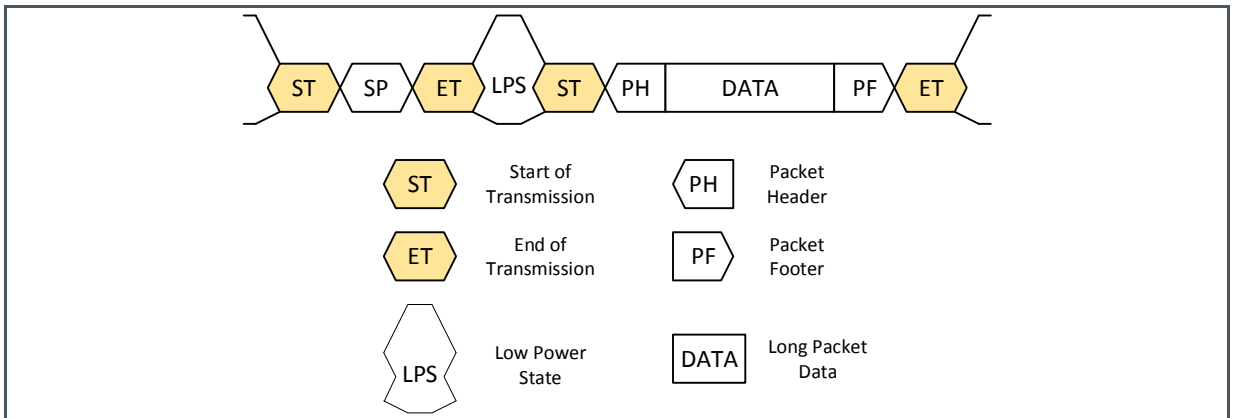 ST SP ET LPS ST PH DATA PF ET
ST
Start of
Transmission
PH
Packet
Header
ET
End of
Transmission
PF
Packet
Footer
LPS
Low Power
State
DATA
Long Packet
Data